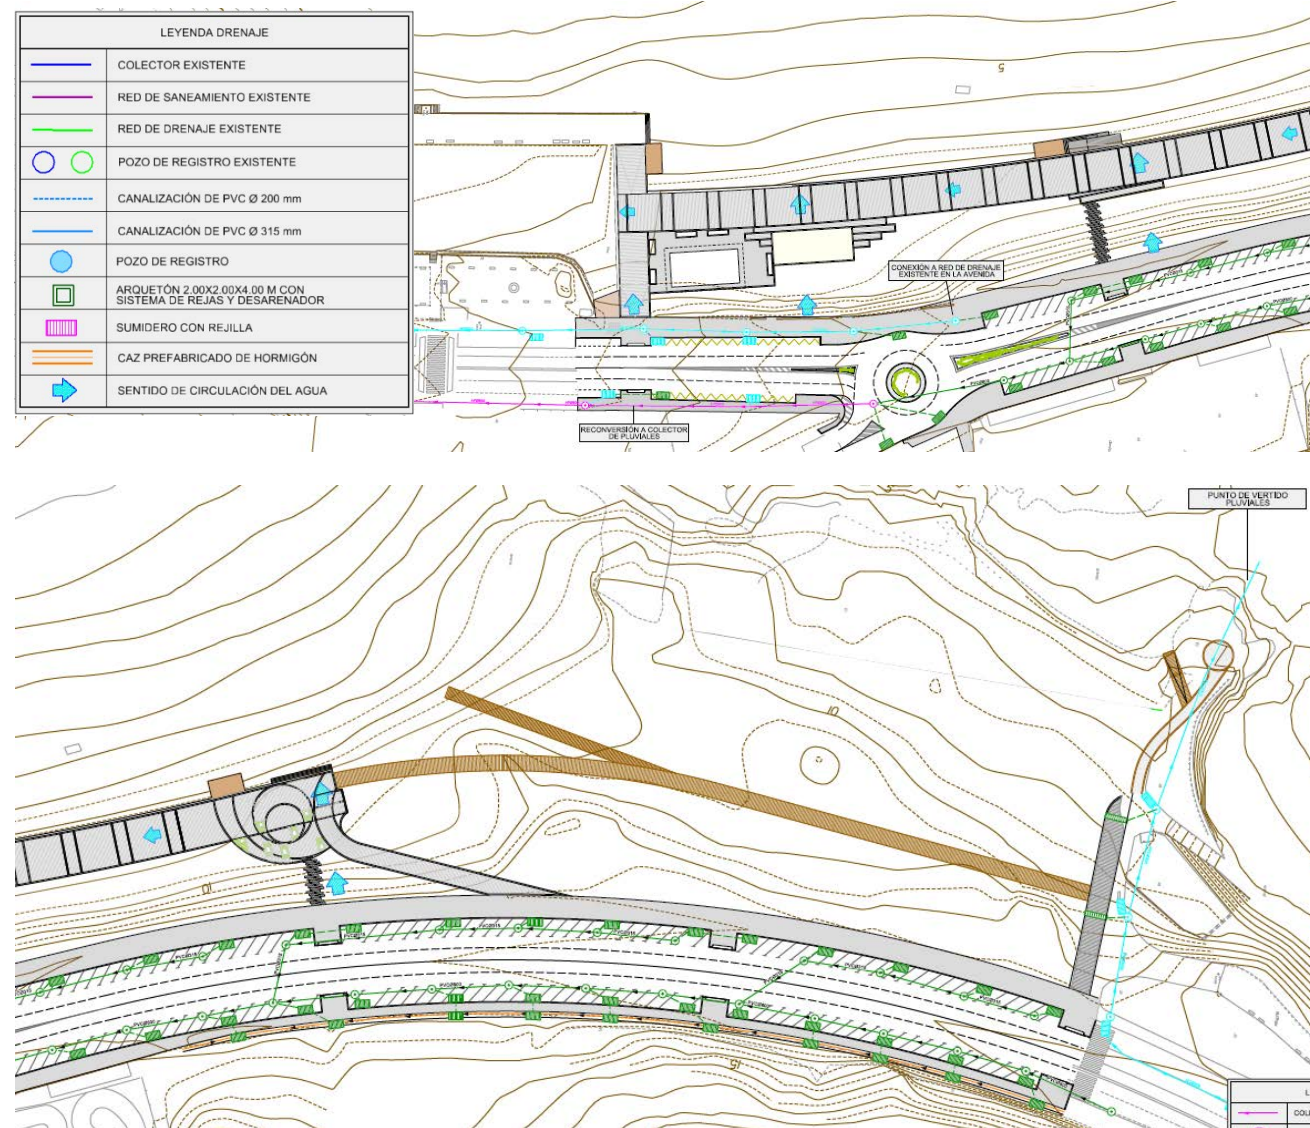 LEYENDA DRENAJE
COLECTOR EXISTENTE
RED DE SANEAMIENTO EXISTENTE
RED DE DRENAJE EXISTENTE
POZO DE REGISTRO EXISTENTE
CANALIZACIÓN DE PVC Ø 200 mm
CANALIZACIÓN DE PVC Ø 315 mm
POZO DE REGISTRO
ARQUETÓN 2.00X2.00X4.00 M CON
SISTEMA DE REJAS Y DESARENADOR
SUMIDERO CON REJILLA
CAZ PREFABRICADO DE HORMIGÓN
SENTIDO DE CIRCULACIÓN DEL AGUA
5
CONEXIÓN A RED DE DRENAJE
EXISTENTE EN LA AVENIDA
RECONVERSIÓN A COLECTOR
DE PLUVIALES
PUNTO DE VERTIDO
PLUVIALES
10
10
15